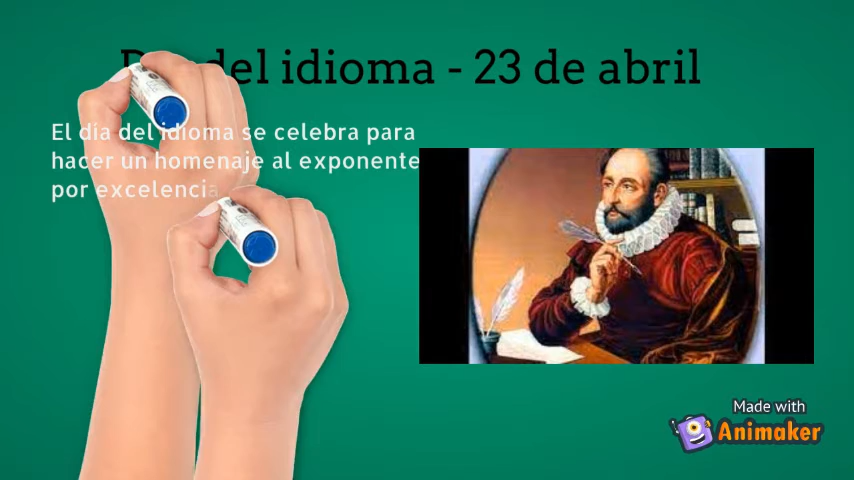 Día del idioma - 23 de abril
El día del idioma se celebra para
hacer un homenaje al exponente
por excelencia
Made with
Animaker